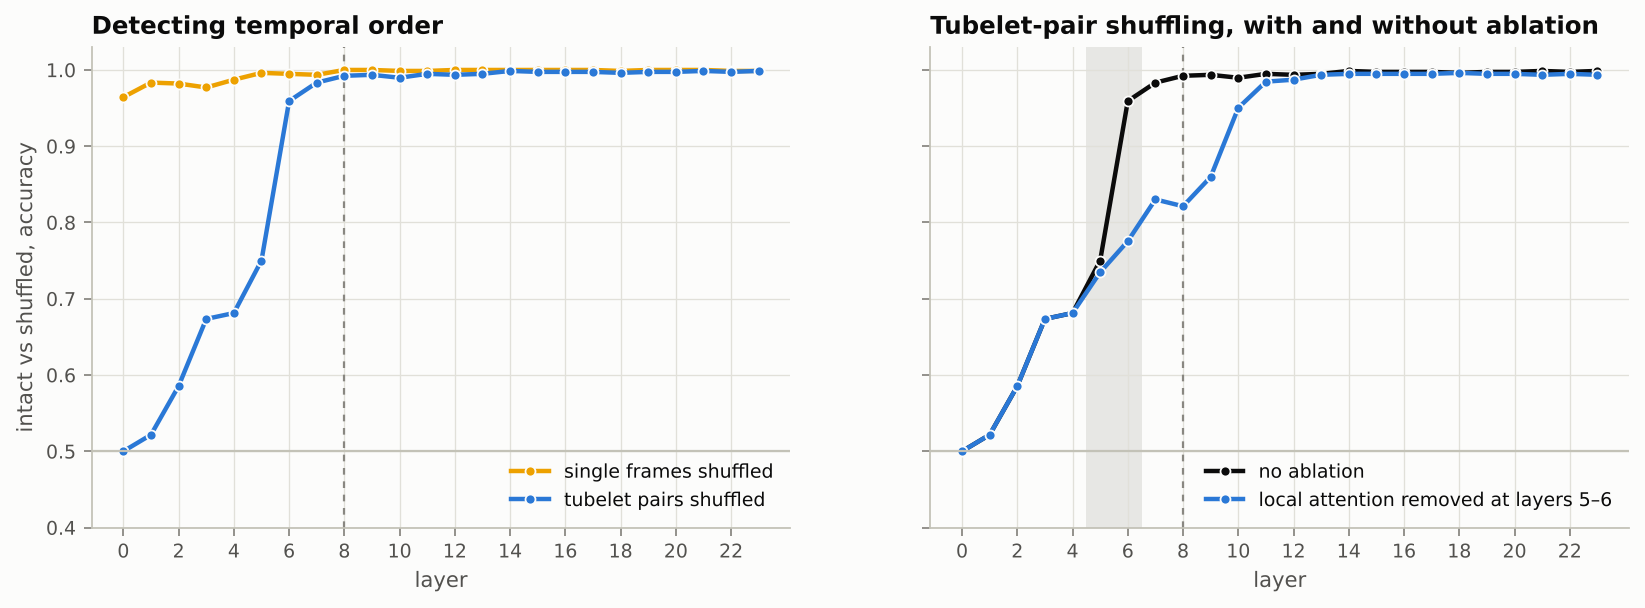 Detecting temporal order
intact vs shuffled, accuracy
1.0
0.9
0.8
0.7
0.6
0.5
0.4
0 2 4 6 8 10 12 14 16 18 20 22
layer
single frames shuffled
tubelet pairs shuffled
Tubelet-pair shuffling, with and without ablation
0 2 4 6 8 10 12 14 16 18 20 22
layer
no ablation
local attention removed at layers 5–6